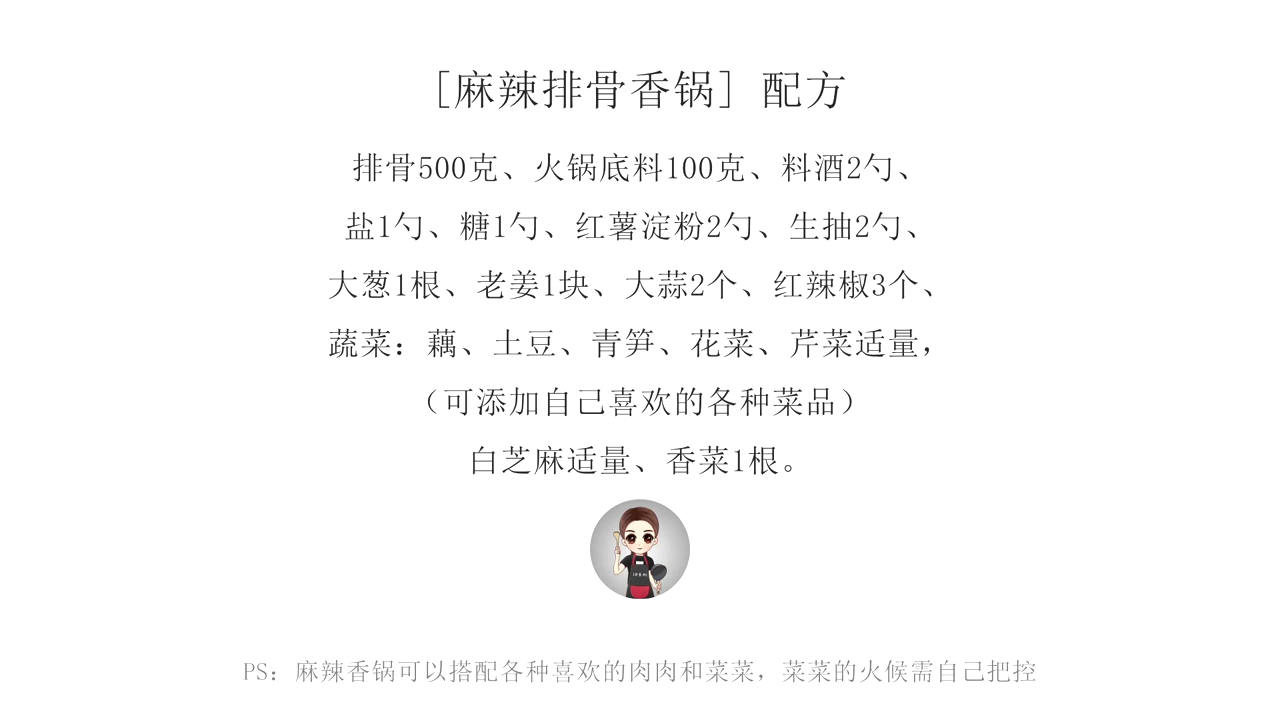 [麻辣排骨香锅] 配方
排骨500克、火锅底料100克、料酒2勺、
盐1勺、糖1勺、红薯淀粉2勺、生抽2勺、
大葱1根、老姜1块、大蒜2个、红辣椒3个、
蔬菜：藕、土豆、青笋、花菜、芹菜适量，
（可添加自己喜欢的各种菜品）
白芝麻适量、香菜1根。
PS：麻辣香锅可以搭配各种喜欢的肉肉和菜菜，菜菜的火候需自己把控